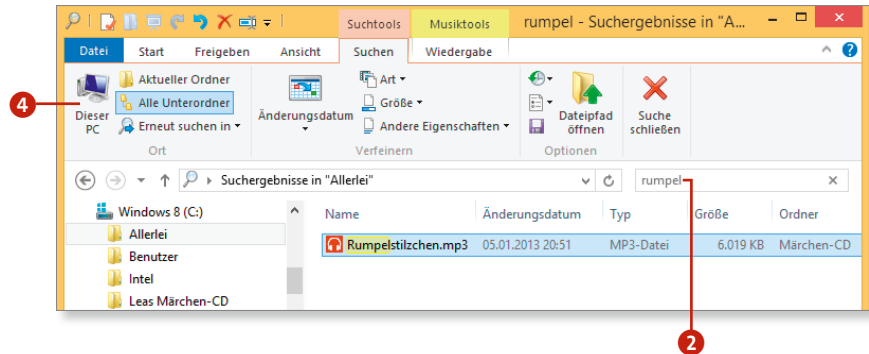 Suchtools Musiktools rumpel - Suchergebnisse in "A...
Datei Start Freigeben Ansicht Suchen Wiedergabe
Dieser PC
Aktueller Ordner
Alle Unterordner
Erneut suchen in
Ort
Änderungsdatum
Art
Größe
Andere Eigenschaften
Verfeinern
Dateipfad öffnen
Suche schließen
Optionen
4
Suchergebnisse in "Allerlei" rumpel
Windows 8 (C:)
Allerlei
Benutzer
Intel
Leas Märchen-CD
Name Änderungsdatum Typ Größe Ordner
Rumpelstilzchen.mp3 05.01.2013 20:51 MP3-Datei 6.019 KB Märchen-CD
2